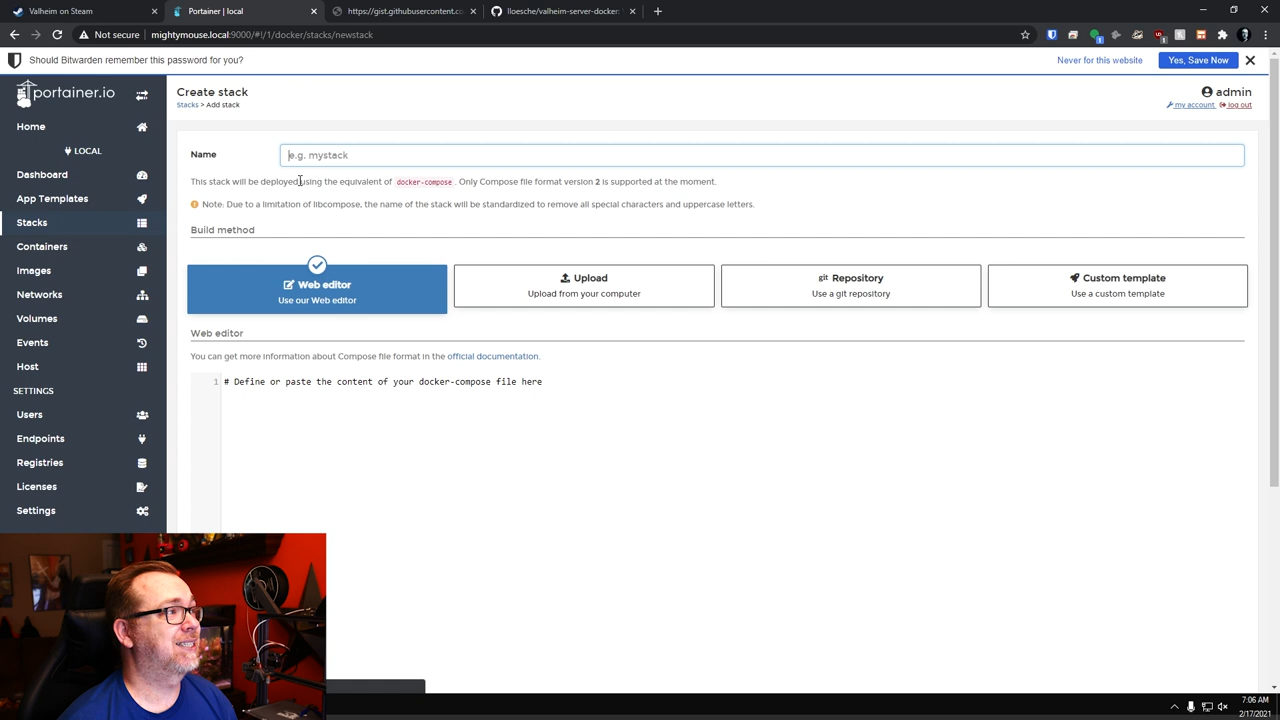 Valheim on Steam
Portainer | local
https://gist.githubusercontent.co
lloesche/valheim-server-docker: V
Not secure | mightymouse.local:9000/#!/1/docker/stacks/newstack
Should Bitwarden remember this password for you?
Never for this website
Yes, Save Now
portainer.io
Create stack
Stacks > Add stack
admin
my account
log out
Home
LOCAL
Dashboard
App Templates
Stacks
Containers
Images
Networks
Volumes
Events
Host
SETTINGS
Users
Endpoints
Registries
Licenses
Settings
Name
e.g. mystack
This stack will be deployed using the equivalent of docker-compose. Only Compose file format version 2 is supported at the moment.
Note: Due to a limitation of libcompose, the name of the stack will be standardized to remove all special characters and uppercase letters.
Build method
Web editor
Use our Web editor
Upload
Upload from your computer
git Repository
Use a git repository
Custom template
Use a custom template
Web editor
You can get more information about Compose file format in the official documentation.
1 # Define or paste the content of your docker-compose file here
7:06 AM
2/17/2021